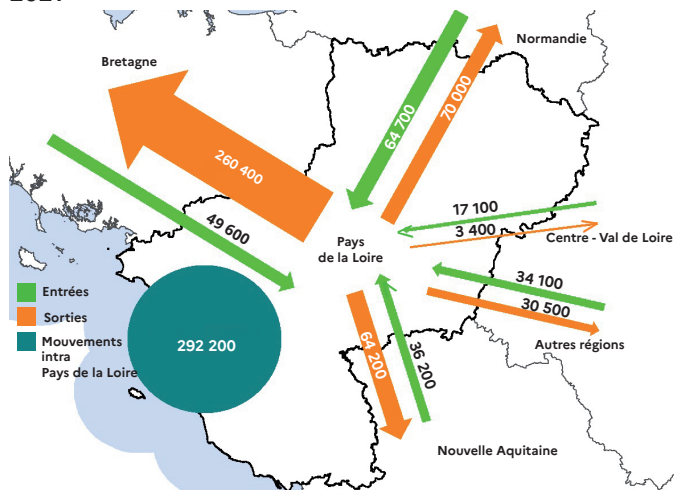 Normandie
Bretagne
64 700
70 000
260 400
49 600
17 100
3 400
Centre - Val de Loire
Pays
de la Loire
34 100
30 500
Autres régions
Entrées
Sorties
Mouvements
intra
Pays de la Loire
292 200
64 200
36 200
Nouvelle Aquitaine